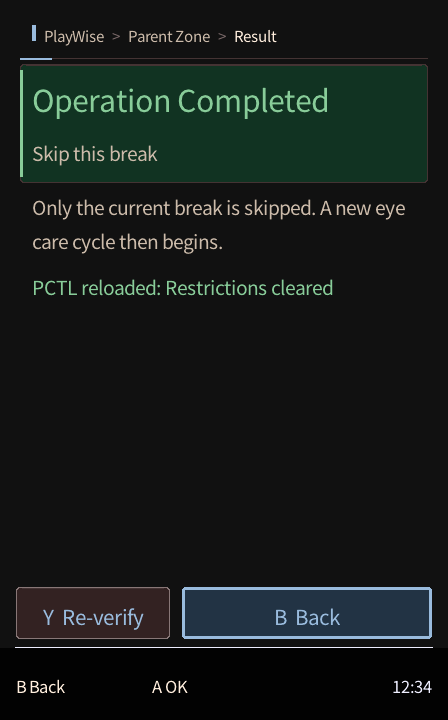 PlayWise > Parent Zone > Result
Operation Completed
Skip this break
Only the current break is skipped. A new eye
care cycle then begins.
PCTL reloaded: Restrictions cleared
Y Re-verify B Back
B Back A OK 12:34